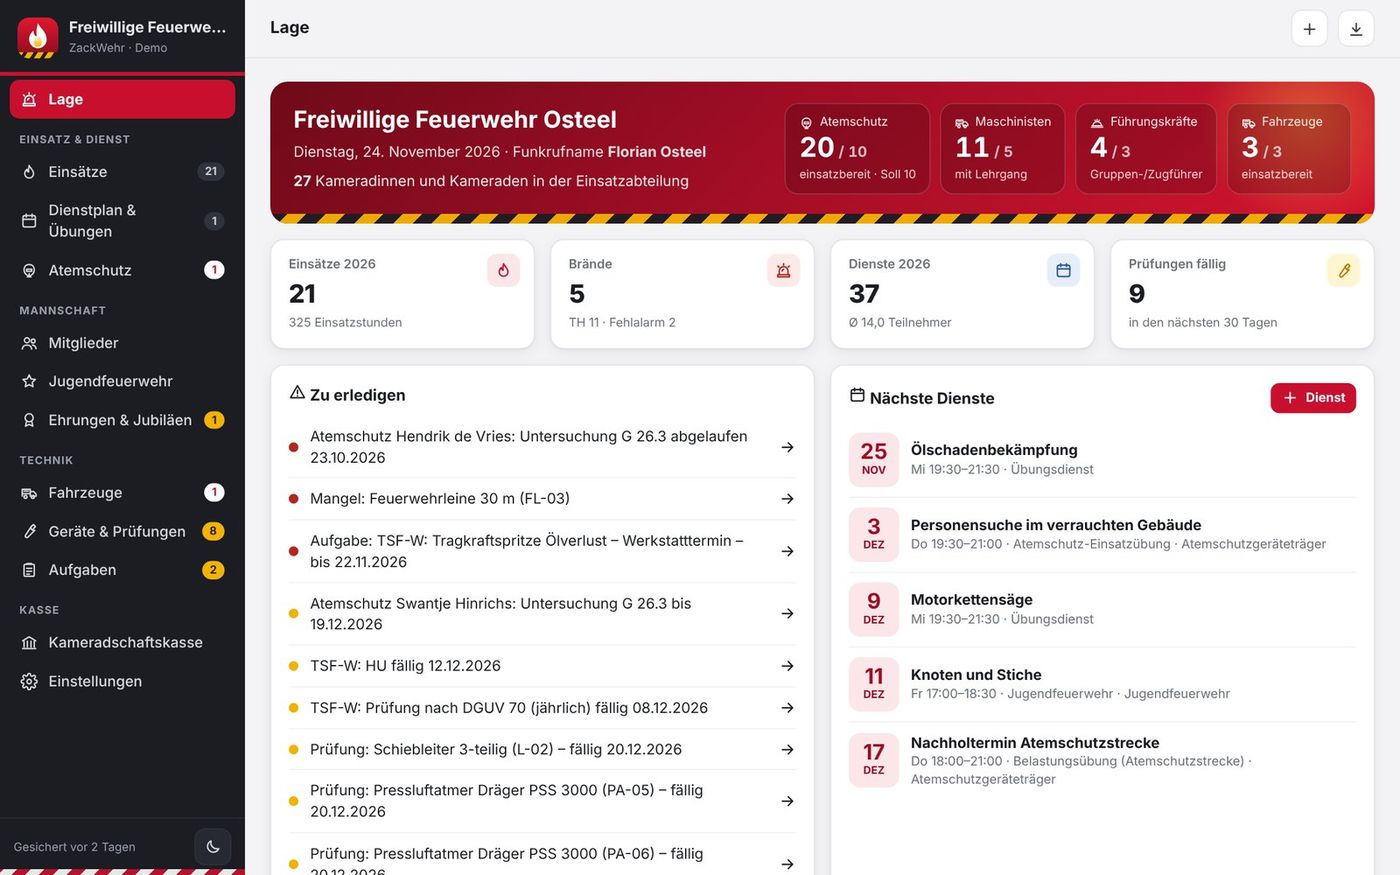 Freiwillige Feuerwe...
ZackWehr · Demo
Lage
EINSATZ & DIENST
Einsätze 21
Dienstplan &
Übungen 1
Atemschutz 1
MANNSCHAFT
Mitglieder
Jugendfeuerwehr
Ehrungen & Jubiläen 1
TECHNIK
Fahrzeuge 1
Geräte & Prüfungen 8
Aufgaben 2
KASSE
Kameradschaftskasse
Einstellungen
Gesichert vor 2 Tagen
Lage
Freiwillige Feuerwehr Osteel
Dienstag, 24. November 2026 · Funkrufname Florian Osteel
27 Kameradinnen und Kameraden in der Einsatzabteilung
Atemschutz
20 / 10
einsatzbereit · Soll 10
Maschinisten
11 / 5
mit Lehrgang
Führungskräfte
4 / 3
Gruppen-/Zugführer
Fahrzeuge
3 / 3
einsatzbereit
Einsätze 2026
21
325 Einsatzstunden
Brände
5
TH 11 · Fehlalarm 2
Dienste 2026
37
Ø 14,0 Teilnehmer
Prüfungen fällig
9
in den nächsten 30 Tagen
Zu erledigen
Atemschutz Hendrik de Vries: Untersuchung G 26.3 abgelaufen
23.10.2026
Mangel: Feuerwehrleine 30 m (FL-03)
Aufgabe: TSF-W: Tragkraftspritze Ölverlust – Werkstatttermin –
bis 22.11.2026
Atemschutz Swantje Hinrichs: Untersuchung G 26.3 bis
19.12.2026
TSF-W: HU fällig 12.12.2026
TSF-W: Prüfung nach DGUV 70 (jährlich) fällig 08.12.2026
Prüfung: Schiebleiter 3-teilig (L-02) – fällig 20.12.2026
Prüfung: Pressluftatmer Dräger PSS 3000 (PA-05) – fällig
20.12.2026
Prüfung: Pressluftatmer Dräger PSS 3000 (PA-06) – fällig
20.12.2026
Nächste Dienste
Dienst
25 NOV
Ölschadenbekämpfung
Mi 19:30–21:30 · Übungsdienst
3 DEZ
Personensuche im verrauchten Gebäude
Do 19:30–21:00 · Atemschutz-Einsatzübung · Atemschutzgeräteträger
9 DEZ
Motorkettensäge
Mi 19:30–21:30 · Übungsdienst
11 DEZ
Knoten und Stiche
Fr 17:00–18:30 · Jugendfeuerwehr · Jugendfeuerwehr
17 DEZ
Nachholtermin Atemschutzstrecke
Do 18:00–21:00 · Belastungsübung (Atemschutzstrecke) ·
Atemschutzgeräteträger